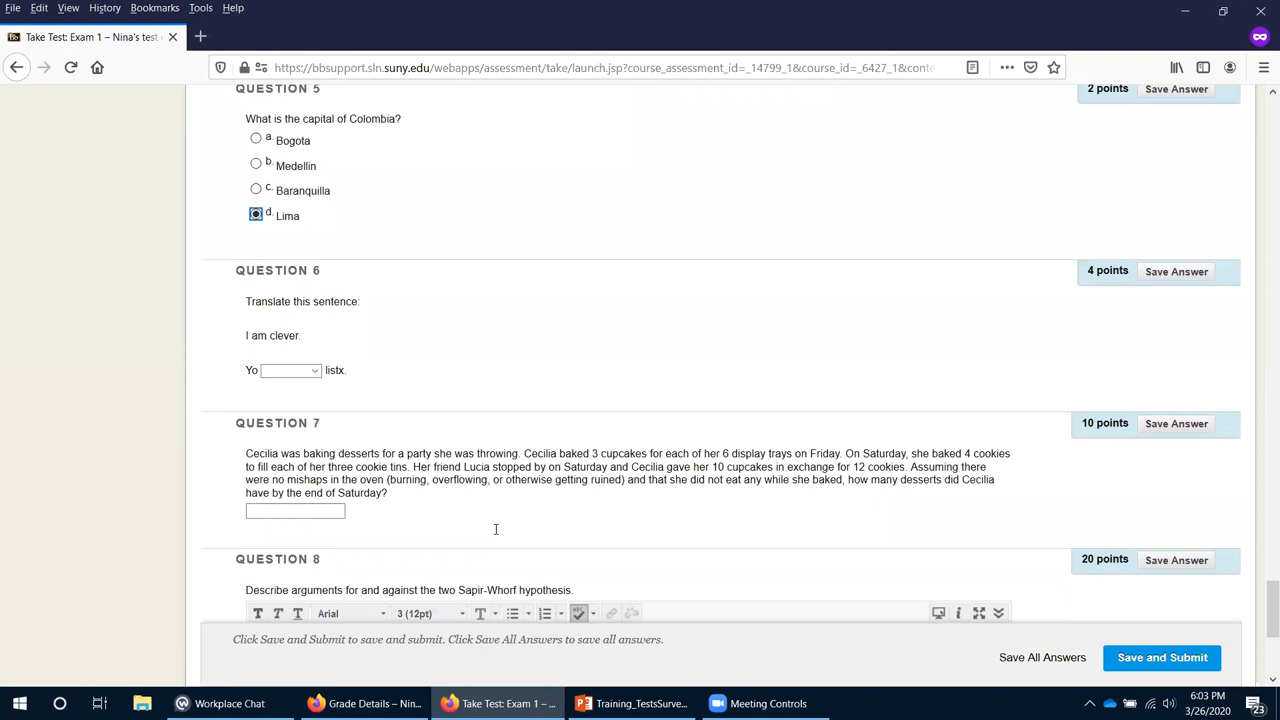 File Edit View History Bookmarks Tools Help
Take Test: Exam 1 – Nina's test
https://bbsupport.sln.suny.edu/webapps/assessment/take/launch.jsp?course_assessment_id=_14799_1&course_id=_6427_1&conte
QUESTION 5
2 points Save Answer
What is the capital of Colombia?
a. Bogota
b. Medellin
c. Baranquilla
d. Lima
QUESTION 6
4 points Save Answer
Translate this sentence:
I am clever.
Yo listx.
QUESTION 7
10 points Save Answer
Cecilia was baking desserts for a party she was throwing. Cecilia baked 3 cupcakes for each of her 6 display trays on Friday. On Saturday, she baked 4 cookies
to fill each of her three cookie tins. Her friend Lucia stopped by on Saturday and Cecilia gave her 10 cupcakes in exchange for 12 cookies. Assuming there
were no mishaps in the oven (burning, overflowing, or otherwise getting ruined) and that she did not eat any while she baked, how many desserts did Cecilia
have by the end of Saturday?
QUESTION 8
20 points Save Answer
Describe arguments for and against the two Sapir-Whorf hypothesis.
T T T Arial 3 (12pt) T
Click Save and Submit to save and submit. Click Save All Answers to save all answers.
Save All Answers Save and Submit
Workplace Chat Grade Details – Nin... Take Test: Exam 1 – ... Training_TestsSurve... Meeting Controls
6:03 PM
3/26/2020
23